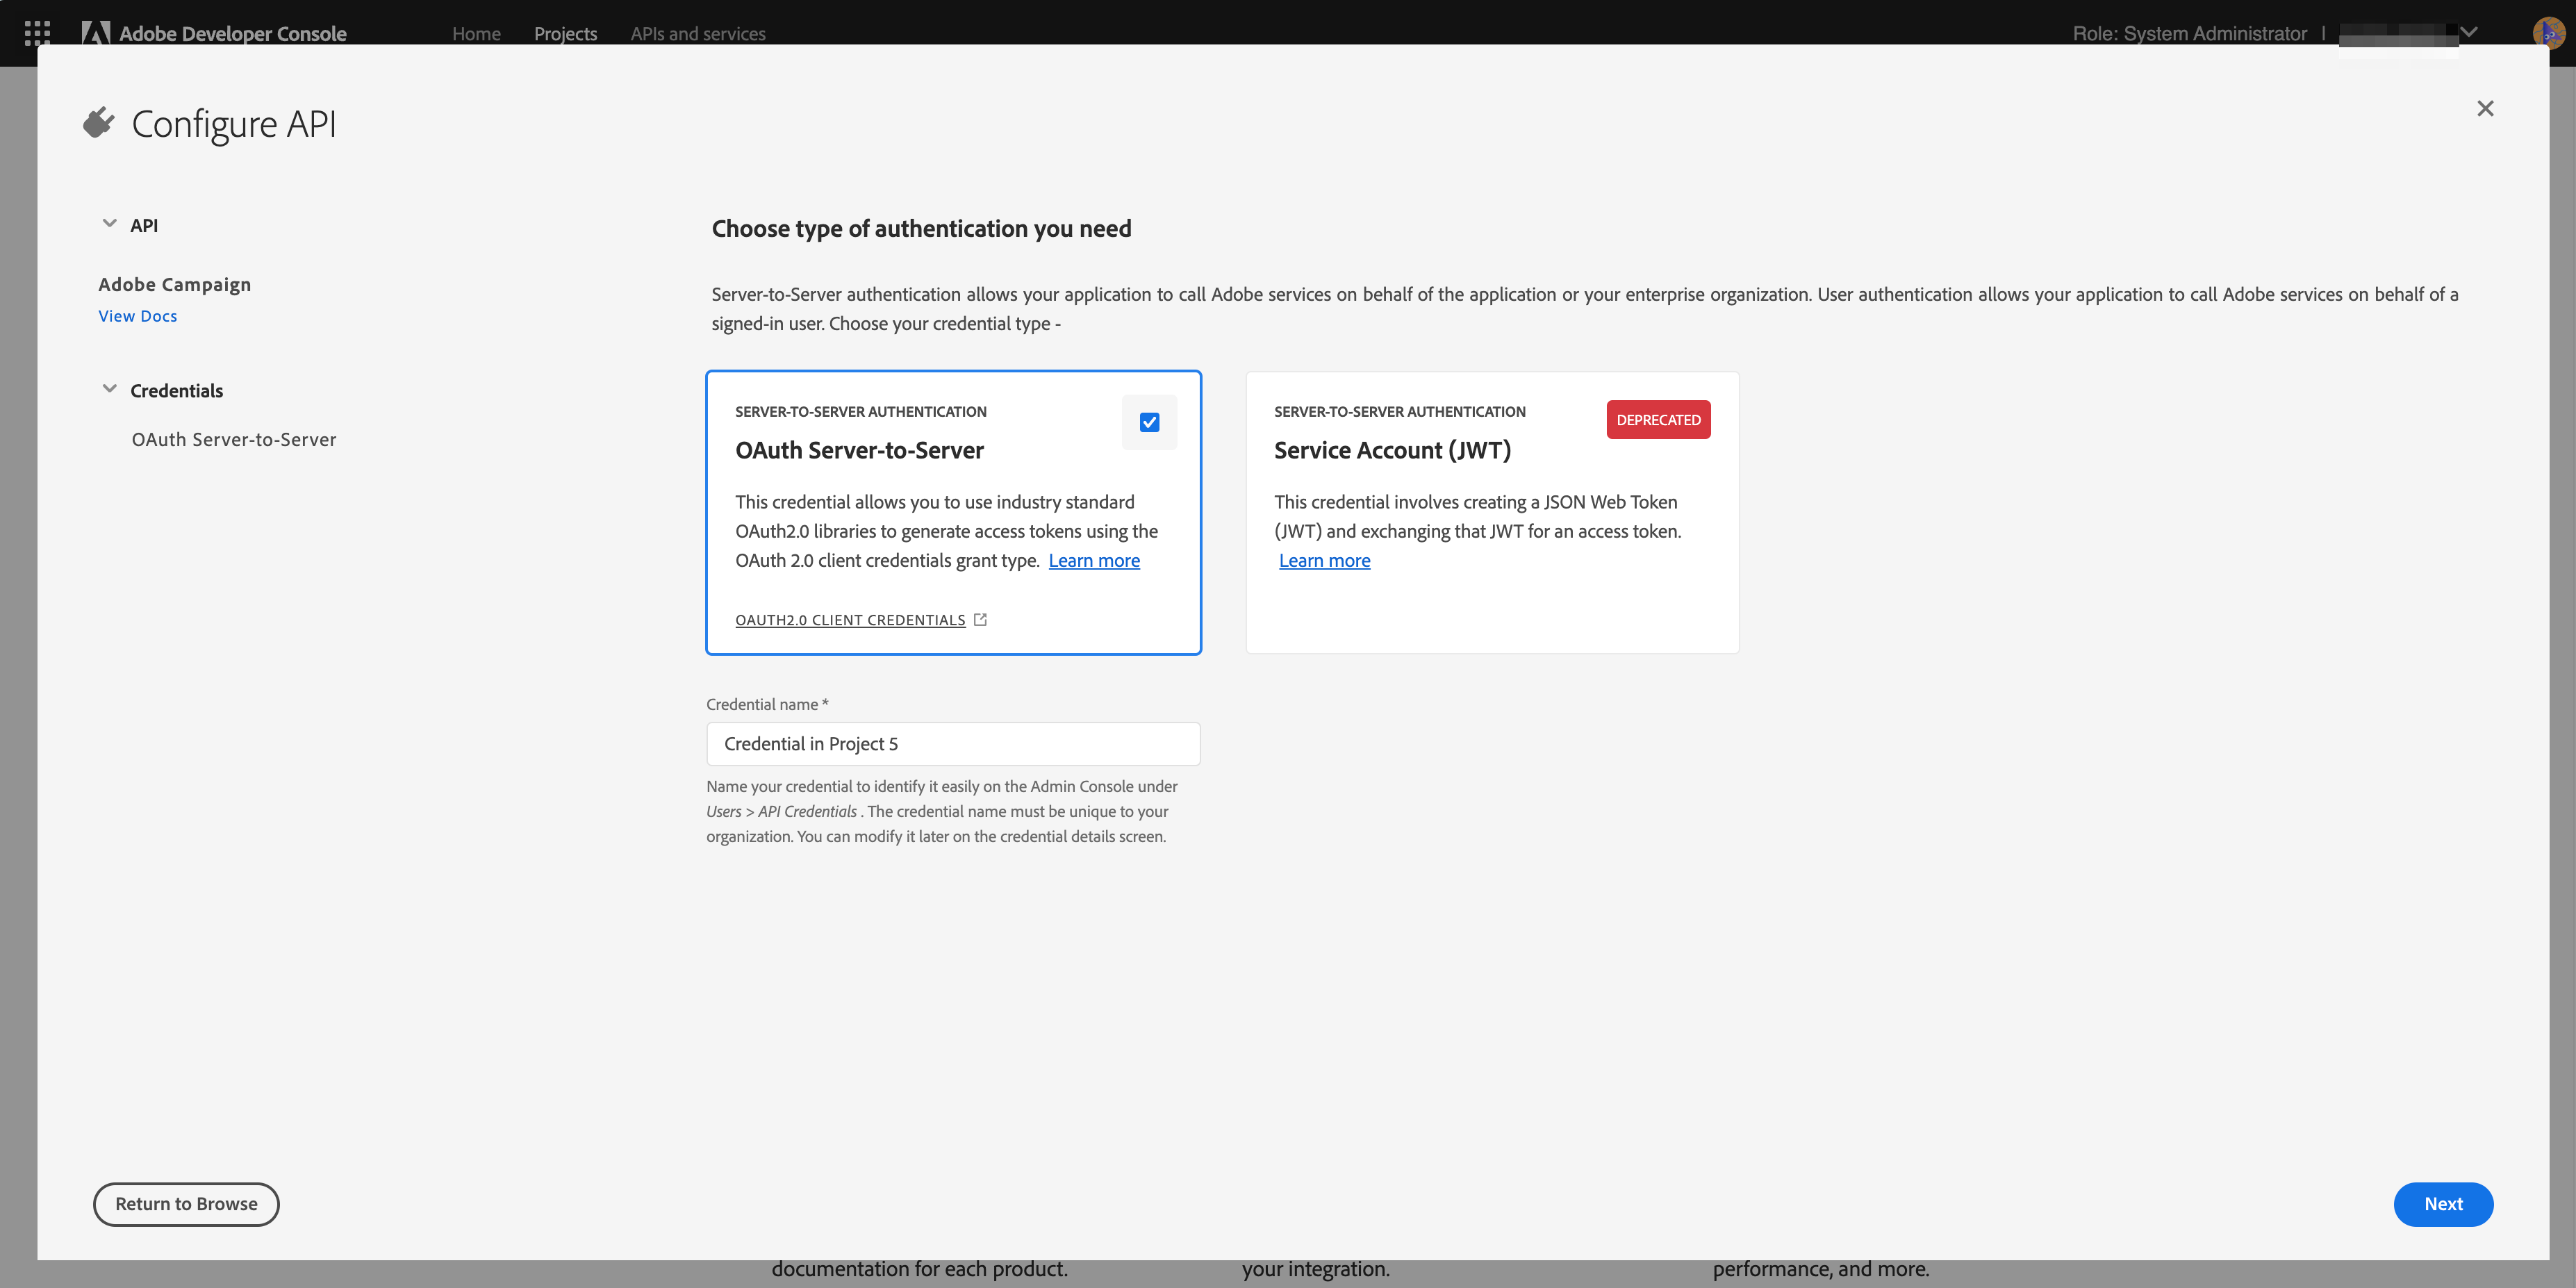 Adobe Developer Console
Home
Projects
APIs and services
Role: System Administrator |
Configure API
API
Adobe Campaign
View Docs
Credentials
OAuth Server-to-Server
Choose type of authentication you need
Server-to-Server authentication allows your application to call Adobe services on behalf of the application or your enterprise organization. User authentication allows your application to call Adobe services on behalf of a
signed-in user. Choose your credential type -
SERVER-TO-SERVER AUTHENTICATION
OAuth Server-to-Server
This credential allows you to use industry standard
OAuth2.0 libraries to generate access tokens using the
OAuth 2.0 client credentials grant type. Learn more
OAUTH2.0 CLIENT CREDENTIALS
SERVER-TO-SERVER AUTHENTICATION
DEPRECATED
Service Account (JWT)
This credential involves creating a JSON Web Token
(JWT) and exchanging that JWT for an access token.
Learn more
Credential name *
Credential in Project 5
Name your credential to identify it easily on the Admin Console under
Users > API Credentials . The credential name must be unique to your
organization. You can modify it later on the credential details screen.
Return to Browse
Next
documentation for each product.
your integration.
performance, and more.